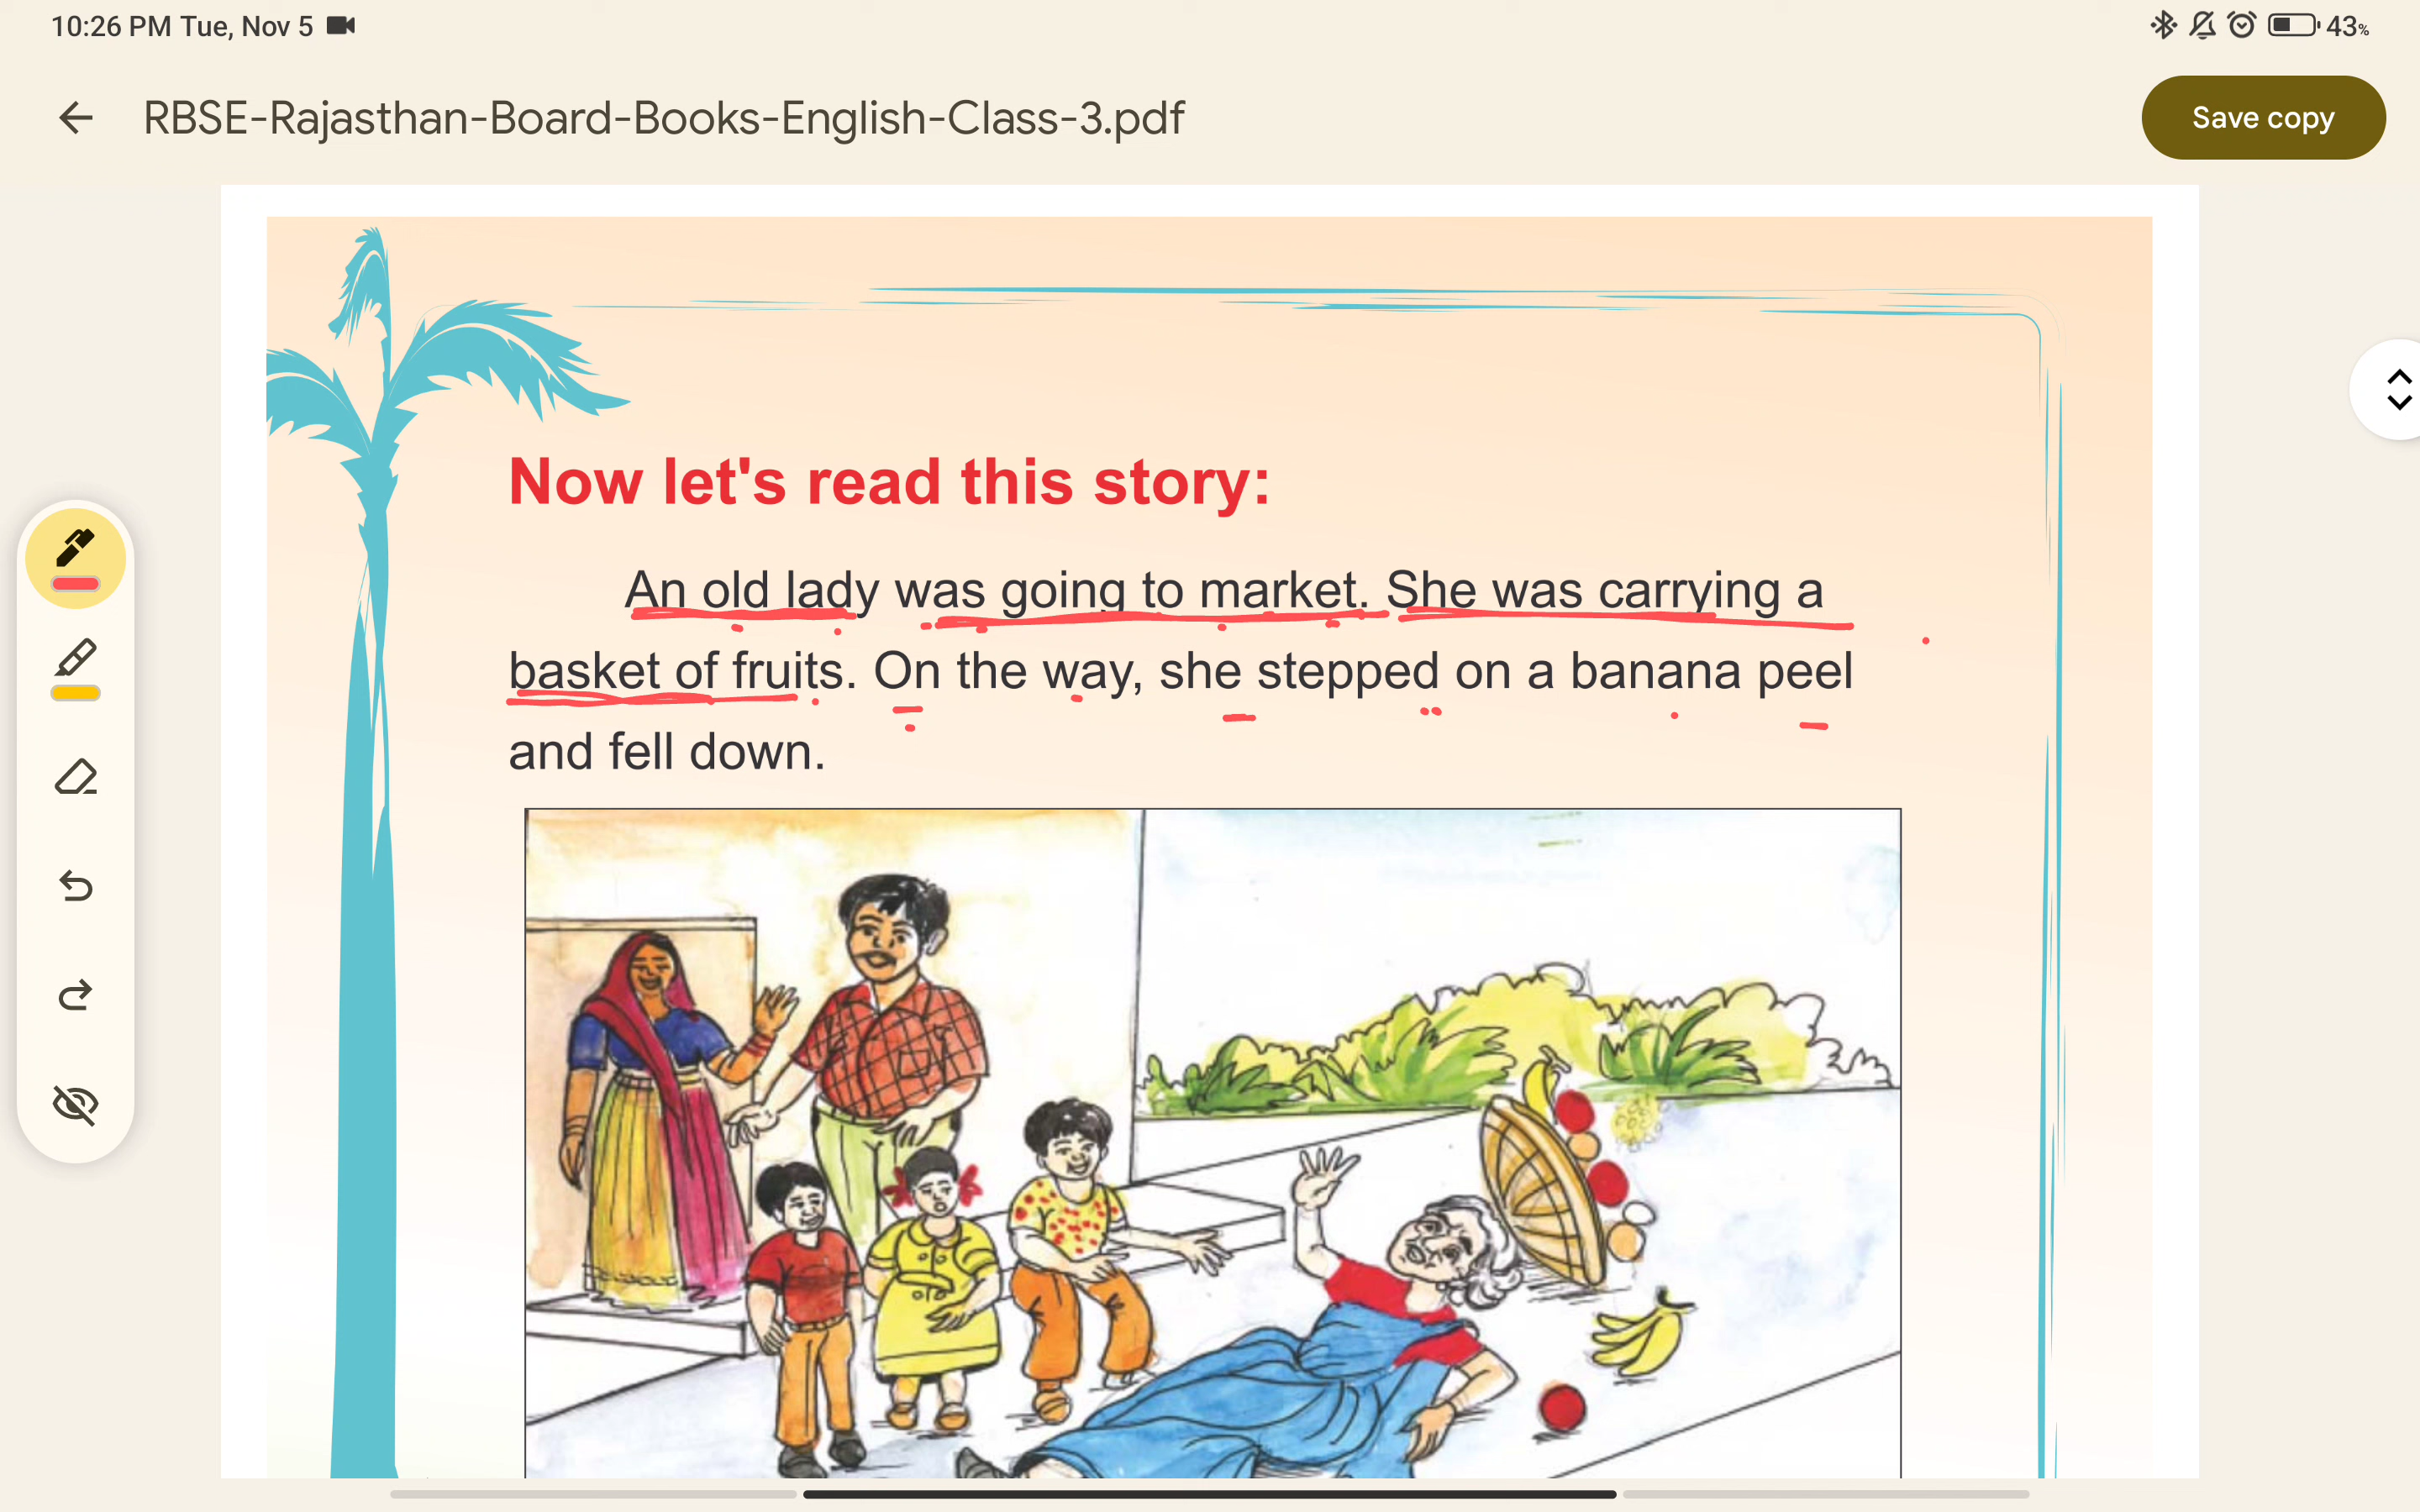 10:26 PM Tue, Nov 5
43%
RBSE-Rajasthan-Board-Books-English-Class-3.pdf
Save copy
Now let's read this story:
An old lady was going to market. She was carrying a
basket of fruits. On the way, she stepped on a banana peel
and fell down.